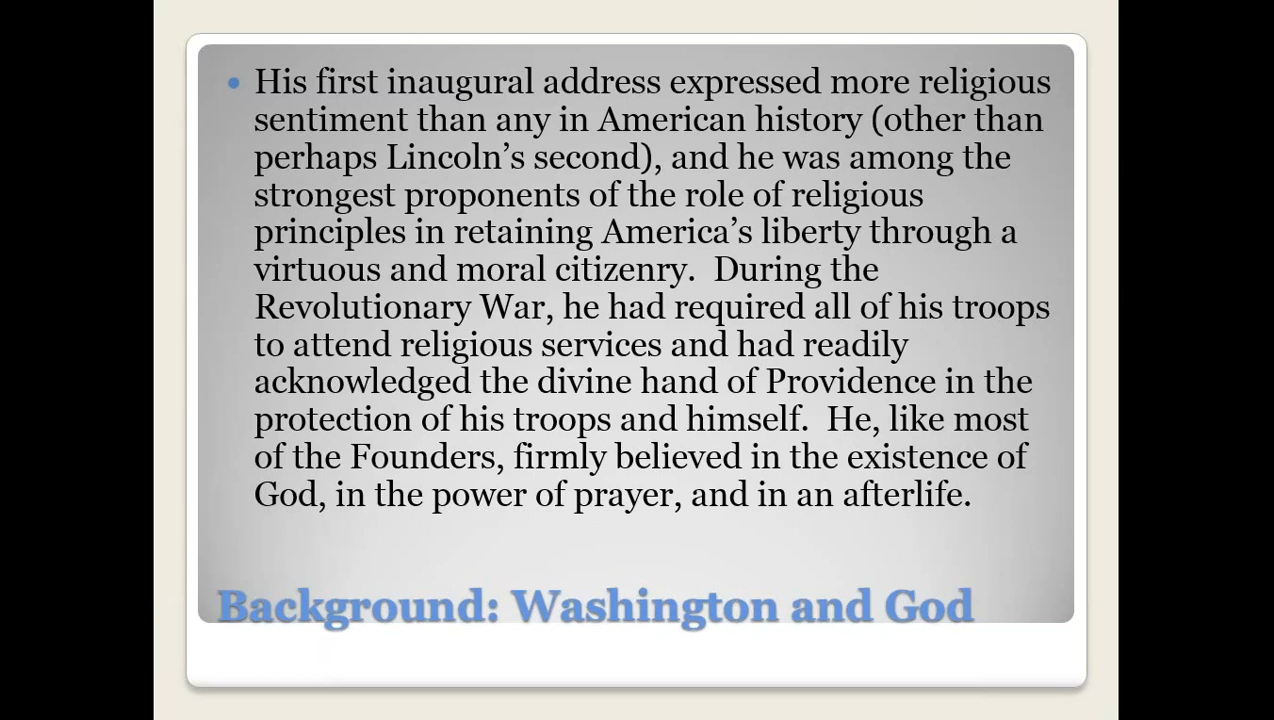 • His first inaugural address expressed more religious
sentiment than any in American history (other than
perhaps Lincoln’s second), and he was among the
strongest proponents of the role of religious
principles in retaining America’s liberty through a
virtuous and moral citizenry.  During the
Revolutionary War, he had required all of his troops
to attend religious services and had readily
acknowledged the divine hand of Providence in the
protection of his troops and himself.  He, like most
of the Founders, firmly believed in the existence of
God, in the power of prayer, and in an afterlife.
Background: Washington and God